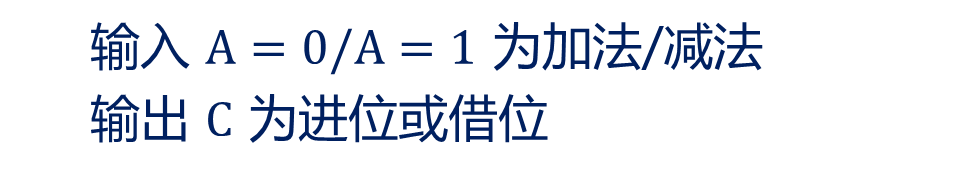 输入 A = 0/A = 1 为加法/减法
输出 C 为进位或借位